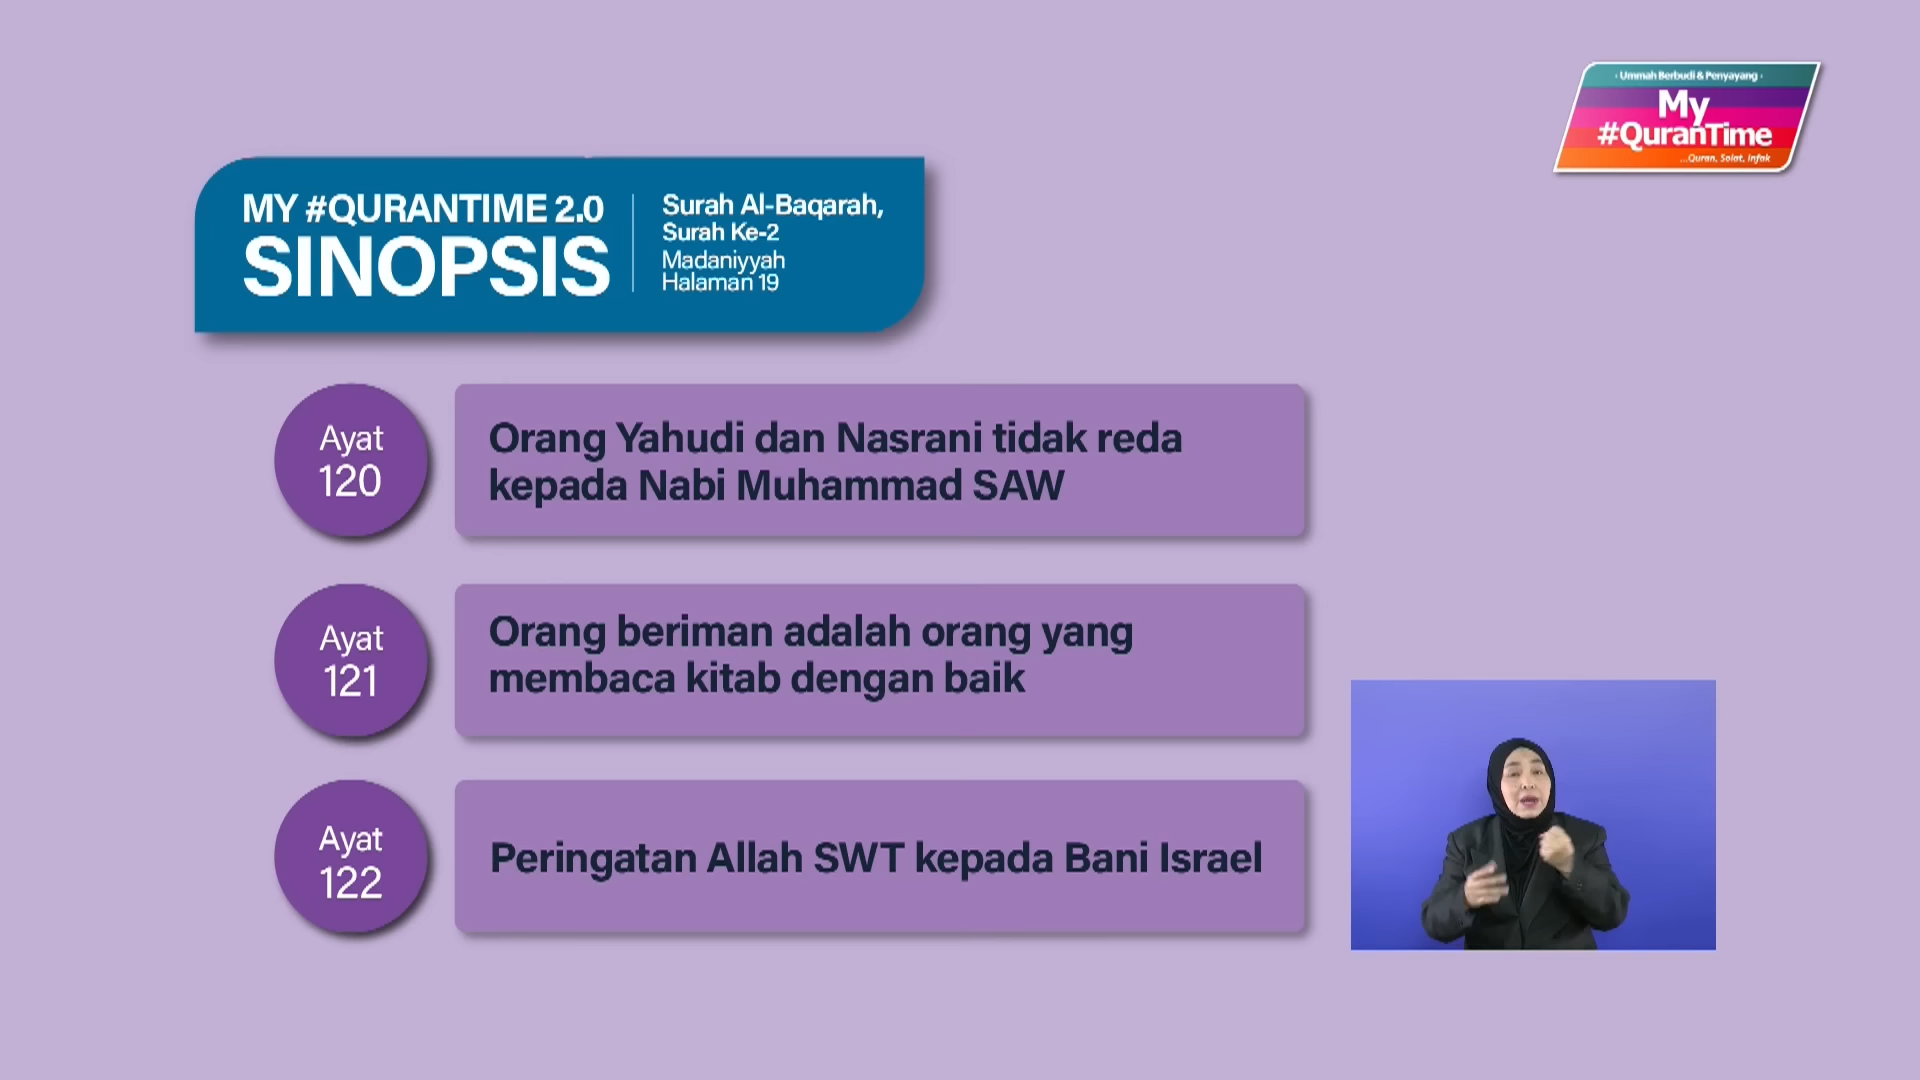 · Ummah Berbudi & Penyayang ·
My
#QuranTime
...Quran, Solat, Infak
MY #QURANTIME 2.0
SINOPSIS
Surah Al-Baqarah,
Surah Ke-2
Madaniyyah
Halaman 19
Ayat
120
Orang Yahudi dan Nasrani tidak reda
kepada Nabi Muhammad SAW
Ayat
121
Orang beriman adalah orang yang
membaca kitab dengan baik
Ayat
122
Peringatan Allah SWT kepada Bani Israel